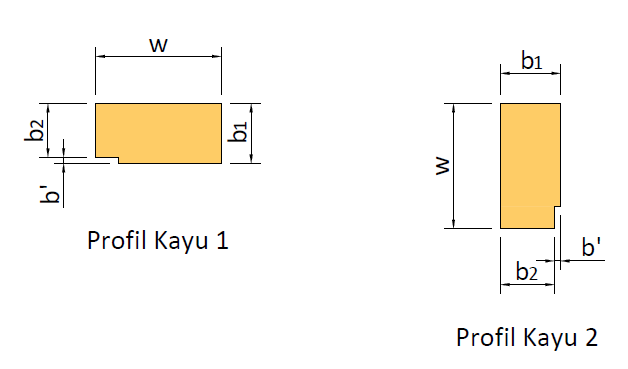 w
b2
b1
b'
Profil Kayu 1
b1
w
b'
b2
Profil Kayu 2